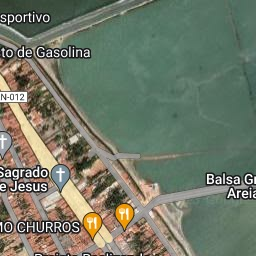 sportivo
to de Gasolina
N-012
Sagrado
e Jesus
Balsa Gr
Areia
MO CHURROS